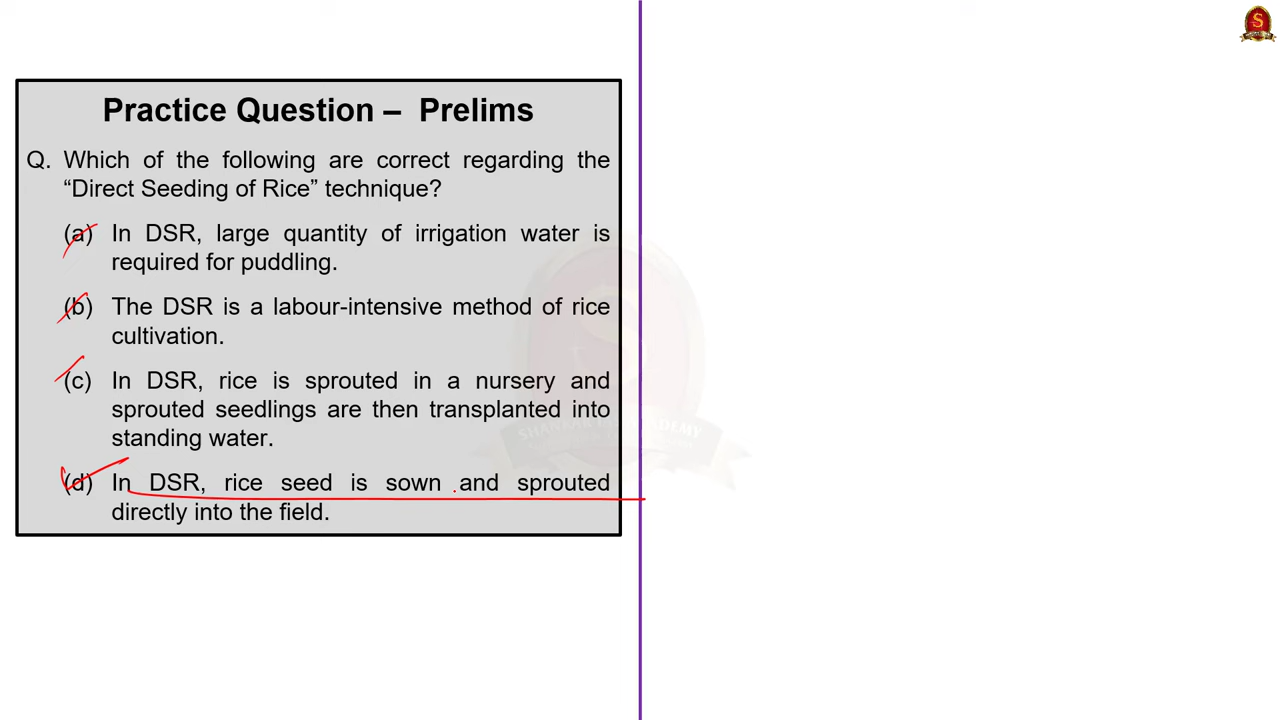 Practice Question – Prelims
Q. Which of the following are correct regarding the
“Direct Seeding of Rice” technique?
(a) In DSR, large quantity of irrigation water is
required for puddling.
(b) The DSR is a labour-intensive method of rice
cultivation.
(c) In DSR, rice is sprouted in a nursery and
sprouted seedlings are then transplanted into
standing water.
(d) In DSR, rice seed is sown and sprouted
directly into the field.